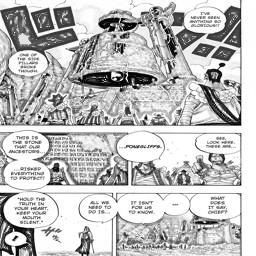 I'VE
NEVER SEEN
ANYTHING SO
GLORIOUS!!
ONE OF
THE SIDE
PILLARS
BROKE
THOUGH.
SEE,
LOOK HERE.
THESE ARE...
...PONEGLIFFS.
THIS IS
THE STONE
THAT OUR
ANCESTORS...
...RISKED
EVERYTHING
TO PROTECT!
WHAT
DOES IT
SAY,
CHIEF?
...
IT ISN'T
FOR US
TO KNOW.
ALL WE
NEED TO
DO IS...
"HOLD THE
TRUTH IN
YOUR HEART,
KEEP YOUR
MOUTH
SILENT."